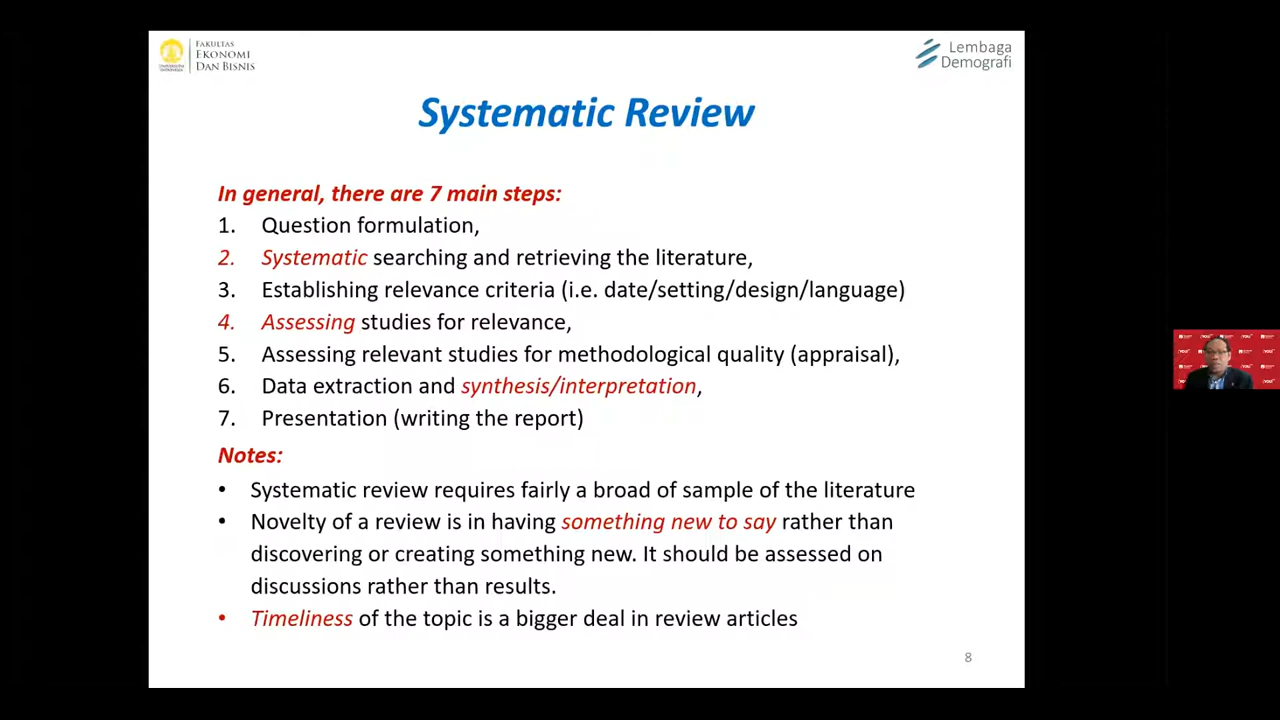 FAKULTAS
EKONOMI
DAN BISNIS
UNIVERSITAS
INDONESIA
Lembaga
Demografi
Systematic Review
In general, there are 7 main steps:
1. Question formulation,
2. Systematic searching and retrieving the literature,
3. Establishing relevance criteria (i.e. date/setting/design/language)
4. Assessing studies for relevance,
5. Assessing relevant studies for methodological quality (appraisal),
6. Data extraction and synthesis/interpretation,
7. Presentation (writing the report)
Notes:
• Systematic review requires fairly a broad of sample of the literature
• Novelty of a review is in having something new to say rather than
discovering or creating something new. It should be assessed on
discussions rather than results.
• Timeliness of the topic is a bigger deal in review articles
8